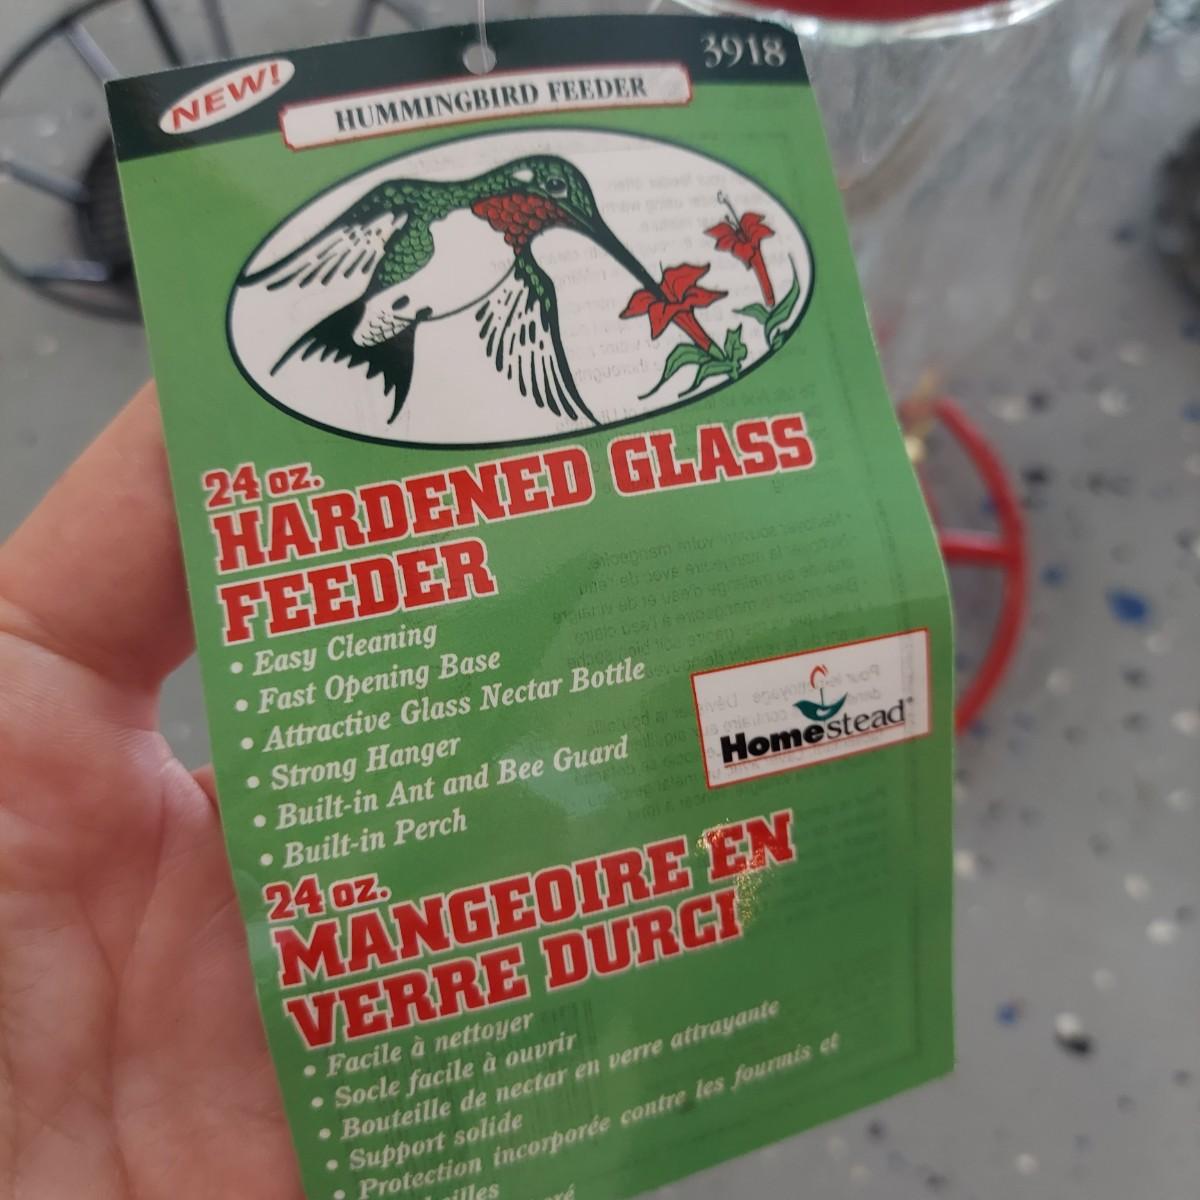 NEW!
HUMMINGBIRD FEEDER
3918
24 oz.
HARDENED GLASS
FEEDER
• Easy Cleaning
• Fast Opening Base
• Attractive Glass Nectar Bottle
• Strong Hanger
• Built-in Ant and Bee Guard
• Built-in Perch
Homestead®
24 oz.
MANGEOIRE EN
VERRE DURCI
• Facile à nettoyer
• Socle facile à ouvrir
• Bouteille de nectar en verre attrayante
• Support solide
• Protection incorporée contre les fourmis et